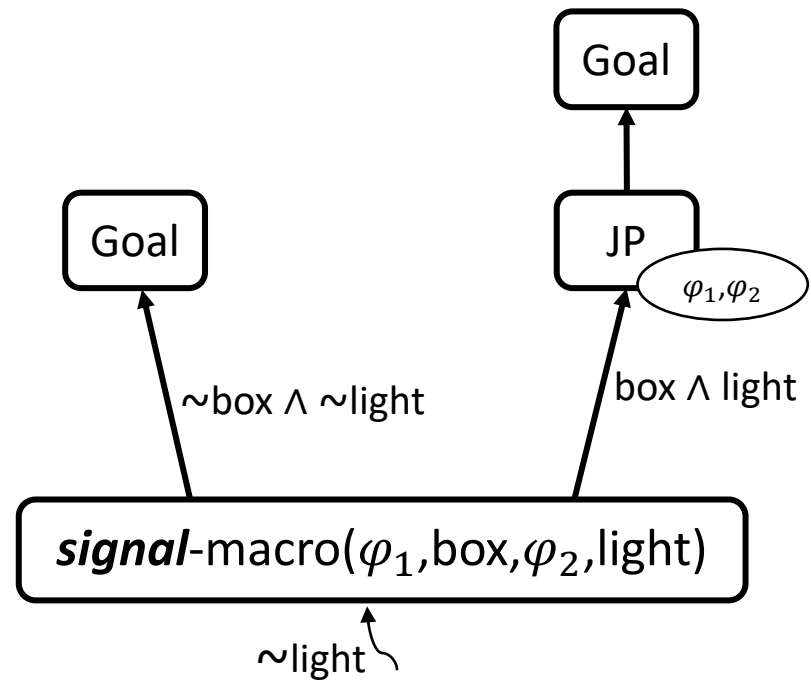 Goal
Goal
JP
φ₁,φ₂
~box ∧ ~light
box ∧ light
signal-macro(φ₁,box,φ₂,light)
~light